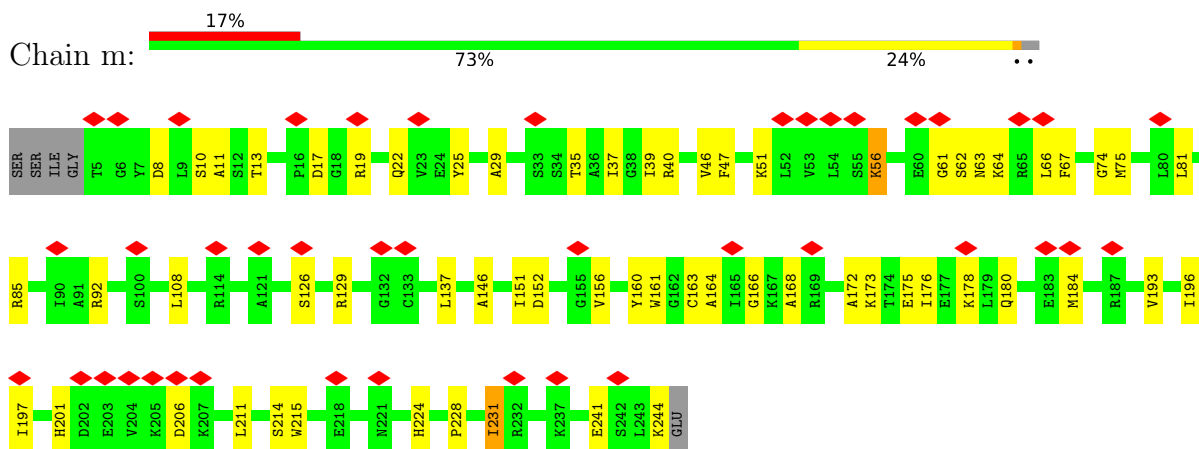 17%
Chain m:
73% 24% • •
SER SER ILE GLY T5 G6 Y7 D8 L9 S10 A11 S12 T13 P16 D17 G18 R19 Q22 V23 E24 Y25 A29 S33 S34 T35 A36 I37 G38 I39 R40 V46 F47 K51 L52 V53 L54 S55 K56 E60 G61 S62 N63 K64 R65 L66 F67 G74 M75 L80 L81
R85 I90 A91 R92 S100 L108 R114 A121 S126 R129 G132 C133 L137 A146 I151 D152 G155 V156 Y160 W161 G162 C163 A164 I165 G166 K167 A168 R169 A172 K173 T174 E175 I176 E177 K178 L179 Q180 E183 M184 R187 V193 I196
I197 H201 D202 E203 V204 K205 D206 K207 L211 S214 W215 E218 N221 H224 P228 I231 R232 K237 E241 S242 L243 K244 GLU